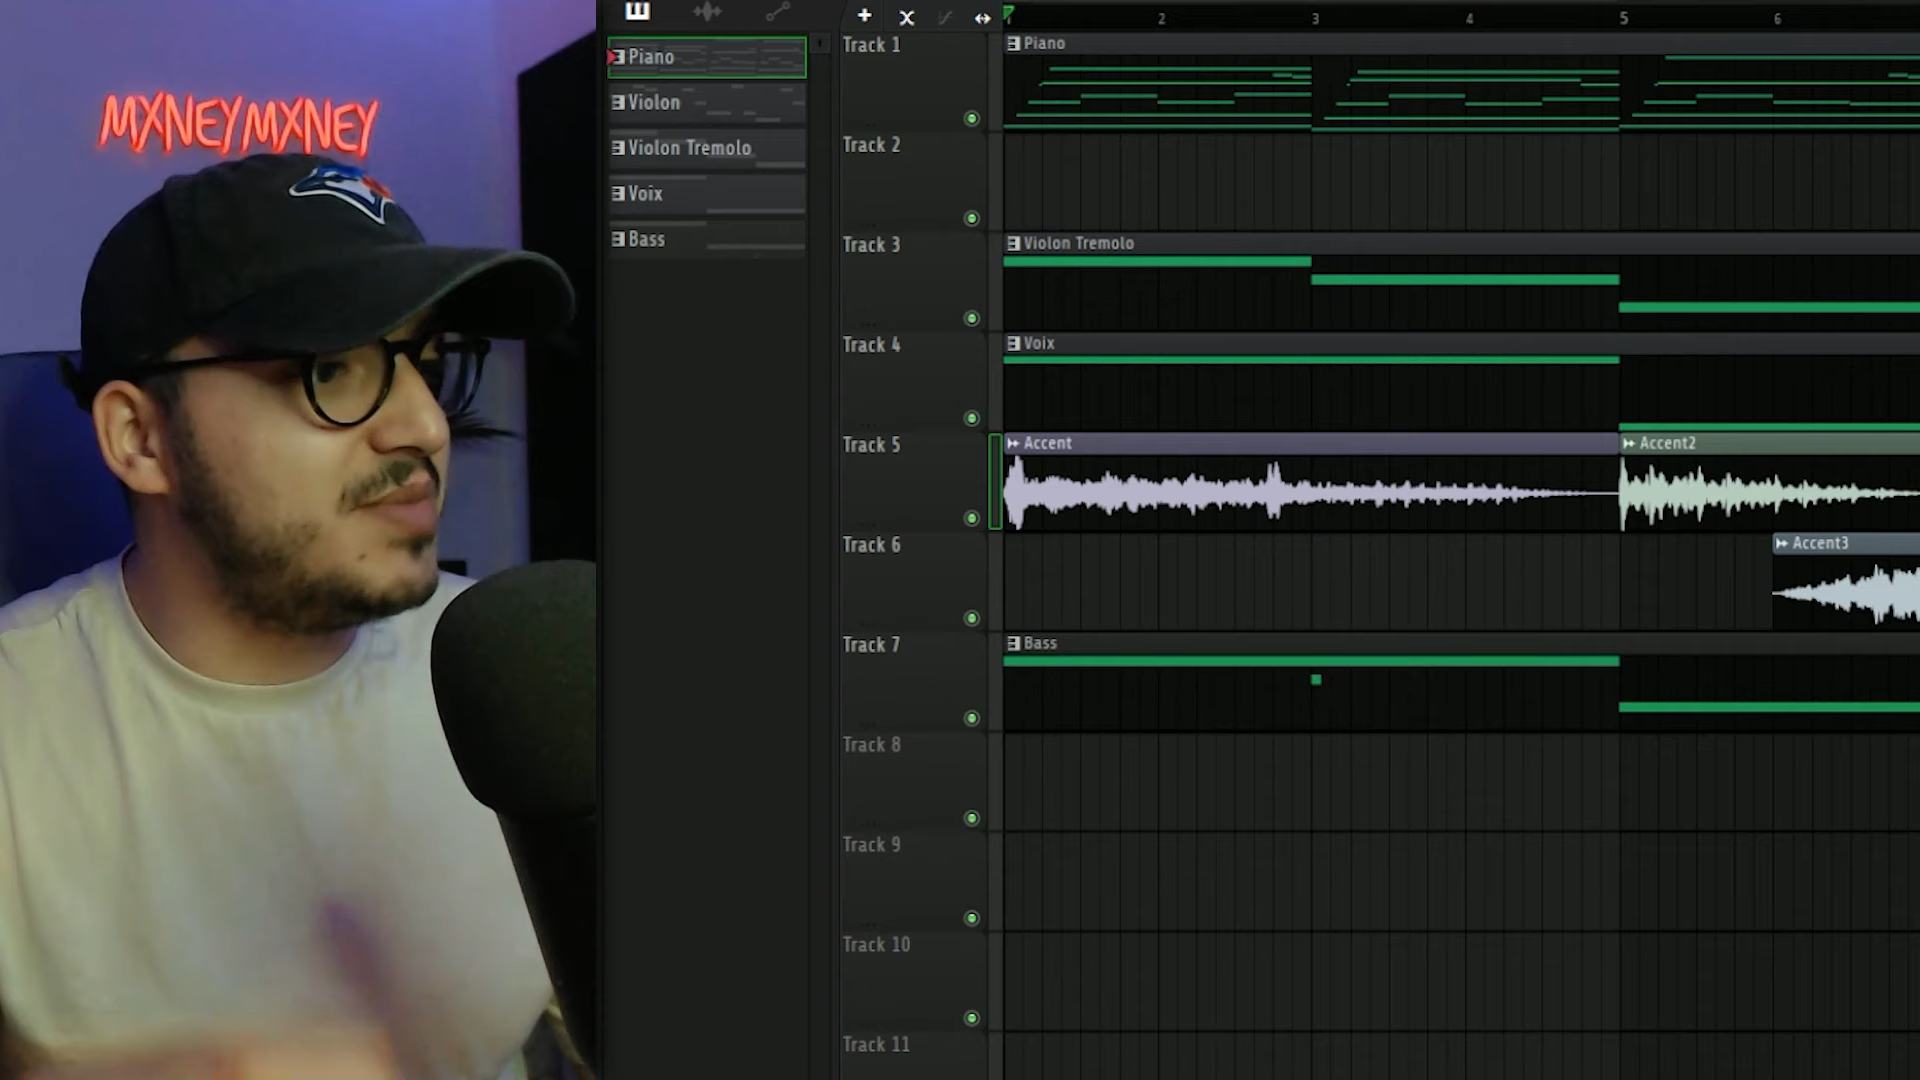 MXNEYMXNEY
Piano
Violon
Violon Tremolo
Voix
Bass
2
3
4
5
6
Track 1
Piano
Track 2
Track 3
Violon Tremolo
Track 4
Voix
Track 5
Accent
Accent2
Track 6
Accent3
Track 7
Bass
Track 8
Track 9
Track 10
Track 11